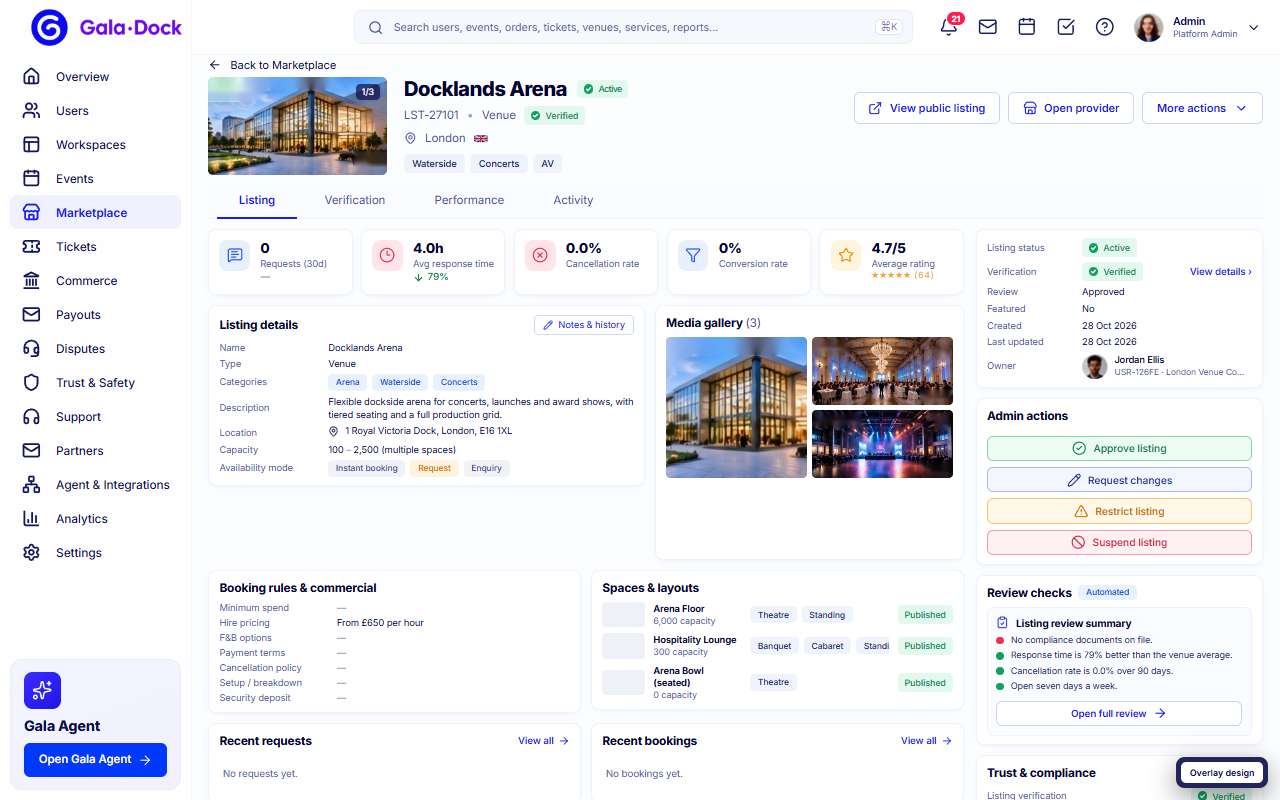 Gala·Dock
Search users, events, orders, tickets, venues, services, reports...
⌘K
21
Admin
Platform Admin
Overview
Users
Workspaces
Events
Marketplace
Tickets
Commerce
Payouts
Disputes
Trust & Safety
Support
Partners
Agent & Integrations
Analytics
Settings
Gala Agent
Open Gala Agent
Back to Marketplace
1/3
Docklands Arena
Active
LST-27101 • Venue
Verified
London
Waterside
Concerts
AV
View public listing
Open provider
More actions
Listing
Verification
Performance
Activity
0
Requests (30d)
—
4.0h
Avg response time
↓ 79%
0.0%
Cancellation rate
0%
Conversion rate
4.7/5
Average rating
★★★★★ (64)
Listing details
Notes & history
Name Docklands Arena
Type Venue
Categories Arena Waterside Concerts
Description Flexible dockside arena for concerts, launches and award shows, with
tiered seating and a full production grid.
Location 1 Royal Victoria Dock, London, E16 1XL
Capacity 100 – 2,500 (multiple spaces)
Availability mode Instant booking Request Enquiry
Media gallery (3)
Listing status Active
Verification Verified View details ›
Review Approved
Featured No
Created 28 Oct 2026
Last updated 28 Oct 2026
Owner Jordan Ellis
USR-126FE · London Venue Co...
Admin actions
Approve listing
Request changes
Restrict listing
Suspend listing
Booking rules & commercial
Minimum spend —
Hire pricing From £650 per hour
F&B options —
Payment terms —
Cancellation policy —
Setup / breakdown —
Security deposit —
Spaces & layouts
Arena Floor
6,000 capacity
Theatre Standing Published
Hospitality Lounge
300 capacity
Banquet Cabaret Standi Published
Arena Bowl
(seated)
0 capacity
Theatre Published
Review checks Automated
Listing review summary
No compliance documents on file.
Response time is 79% better than the venue average.
Cancellation rate is 0.0% over 90 days.
Open seven days a week.
Open full review
Recent requests
View all
No requests yet.
Recent bookings
View all
No bookings yet.
Trust & compliance
Listing verification Verified
Overlay design